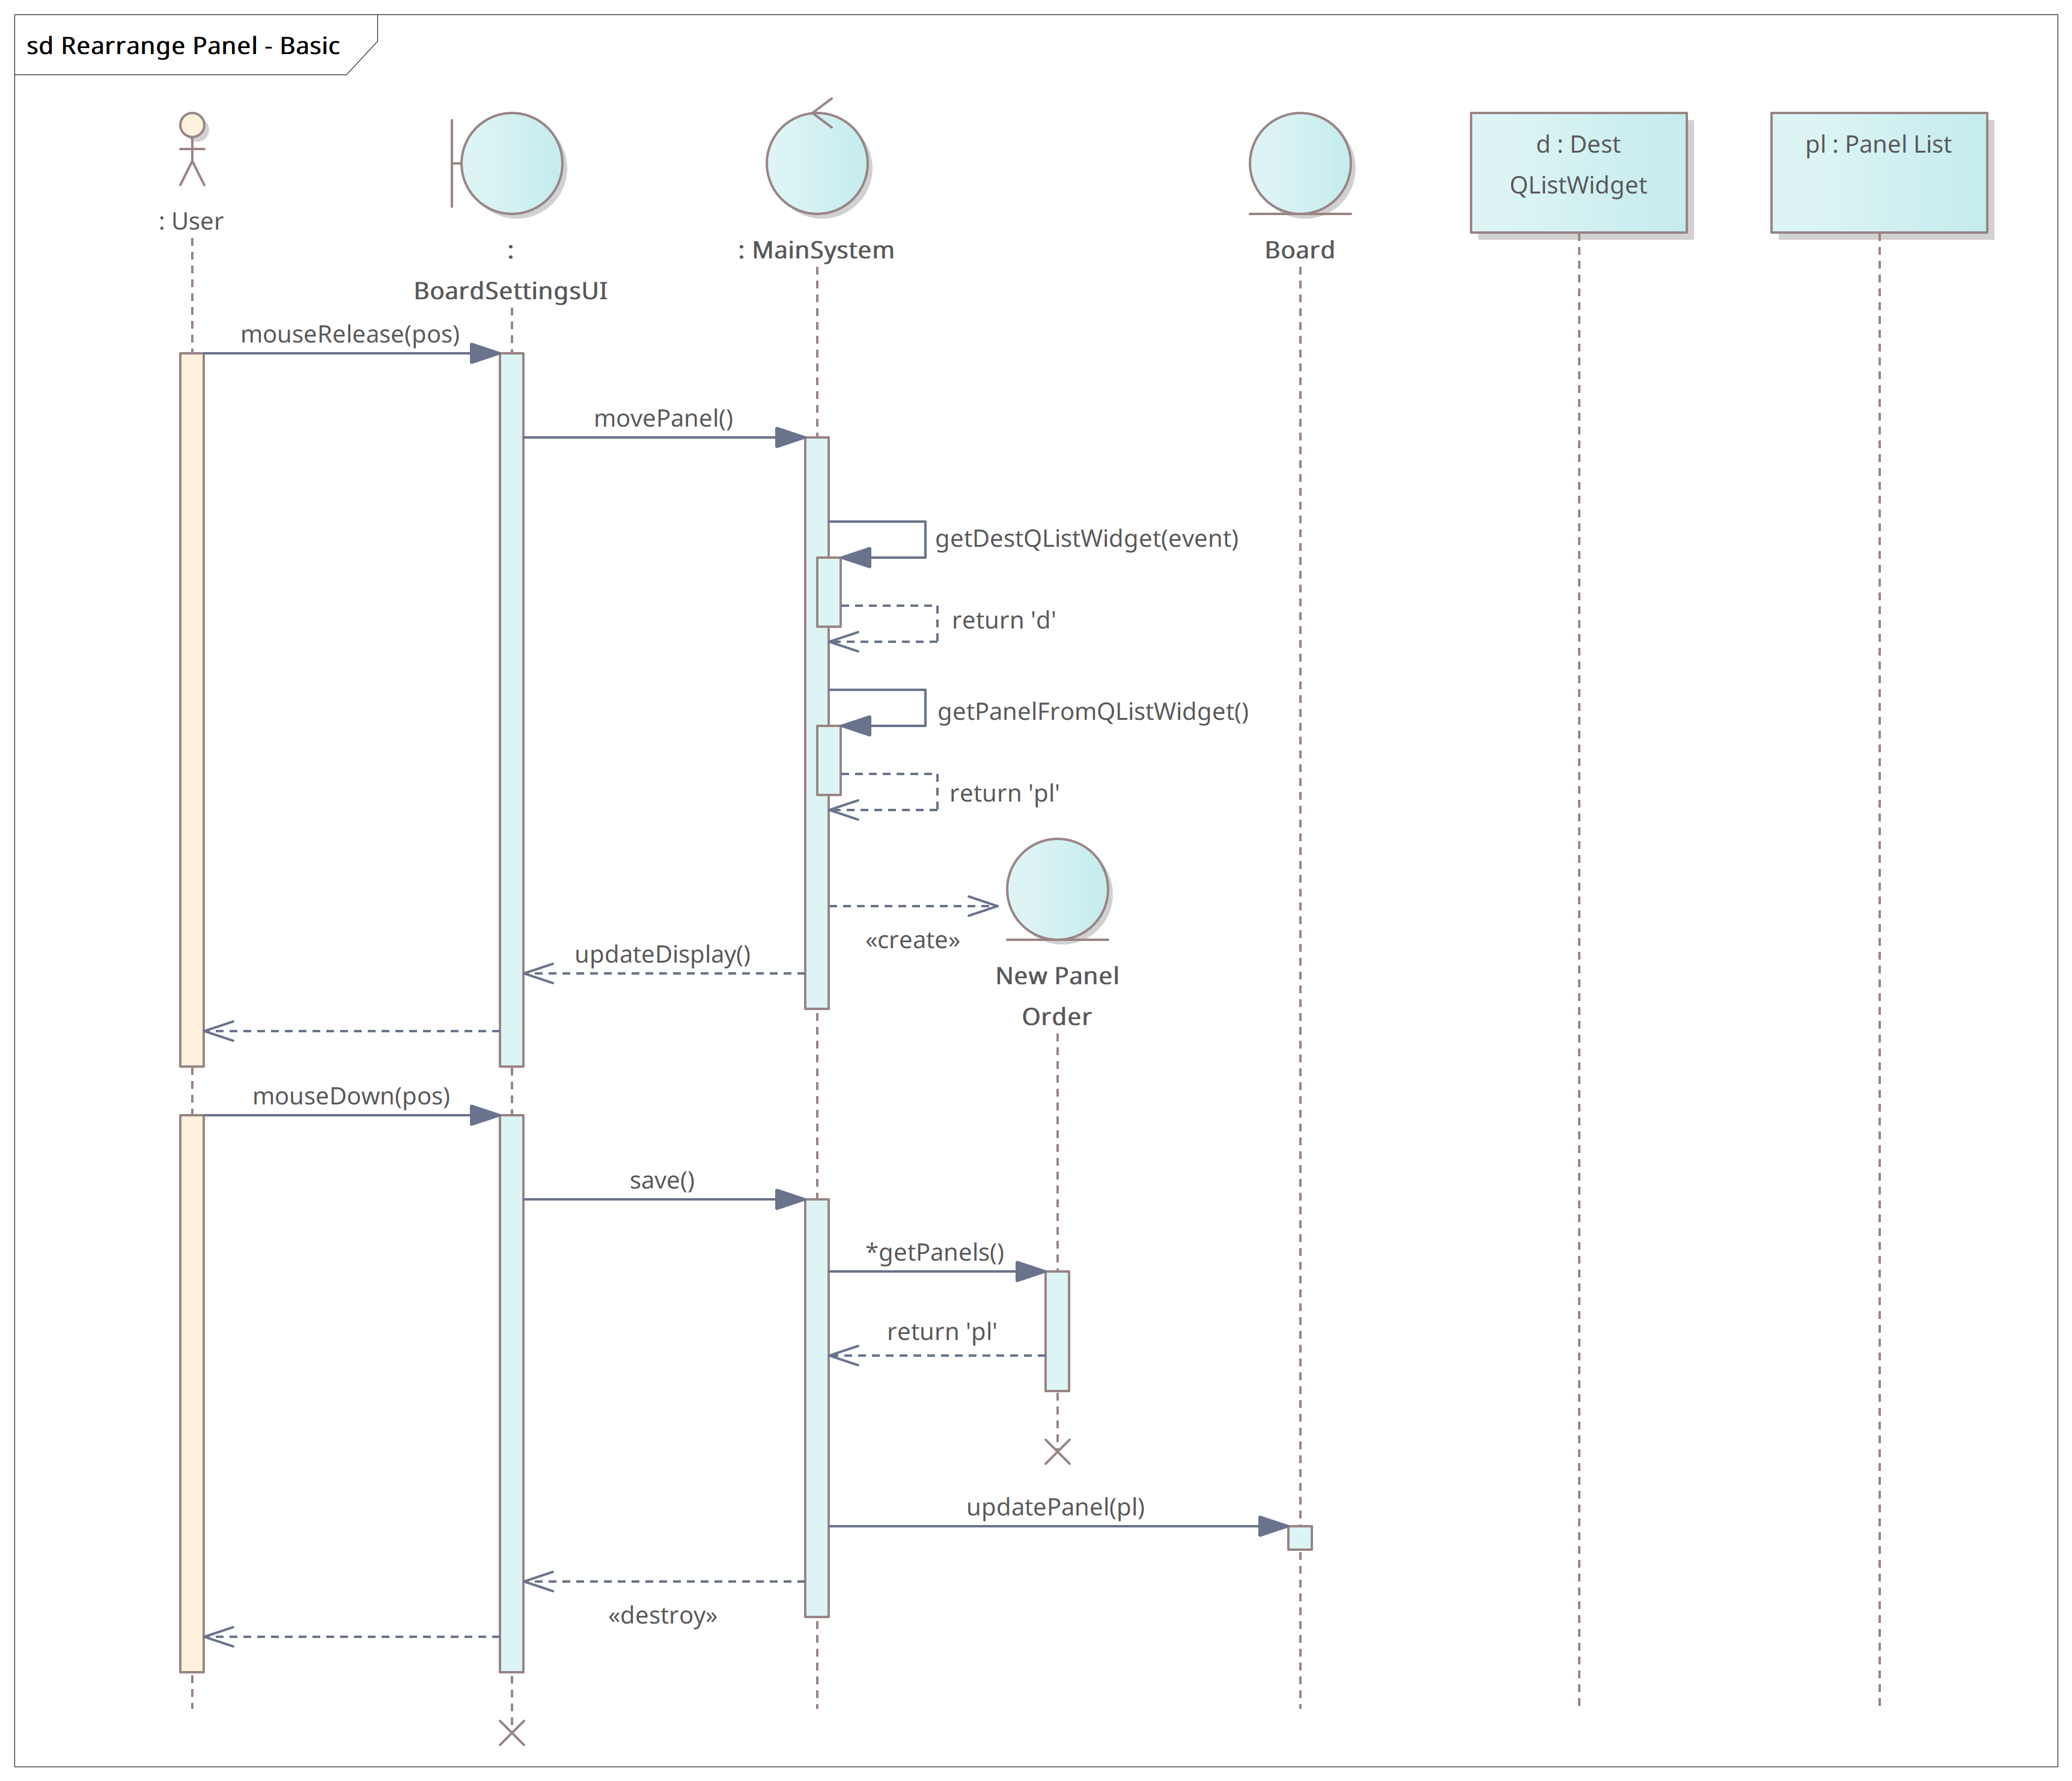 sd Rearrange Panel - Basic
: User
:
BoardSettingsUI
: MainSystem
Board
d : Dest
QListWidget
pl : Panel List
mouseRelease(pos)
movePanel()
getDestQListWidget(event)
return 'd'
getPanelFromQListWidget()
return 'pl'
«create»
updateDisplay()
New Panel
Order
mouseDown(pos)
save()
*getPanels()
return 'pl'
updatePanel(pl)
«destroy»